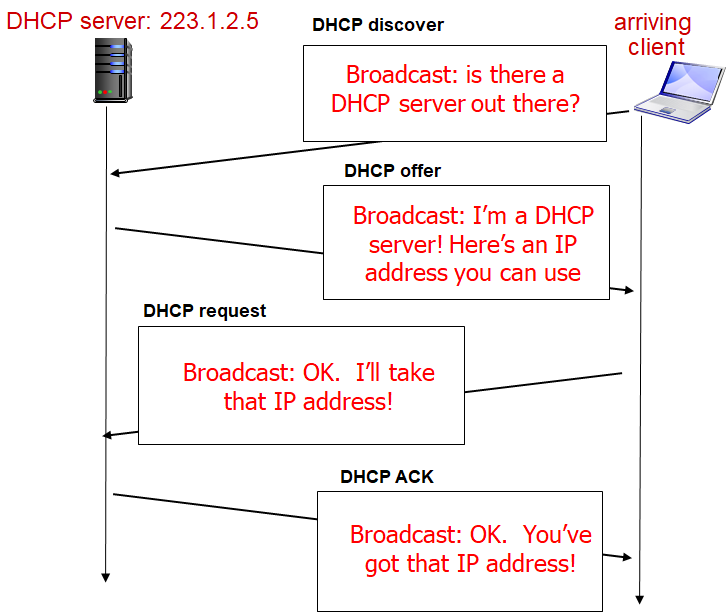 DHCP server: 223.1.2.5
DHCP discover
arriving
client
Broadcast: is there a
DHCP server out there?
DHCP offer
Broadcast: I’m a DHCP
server! Here’s an IP
address you can use
DHCP request
Broadcast: OK.  I’ll take
that IP address!
DHCP ACK
Broadcast: OK.  You’ve
got that IP address!